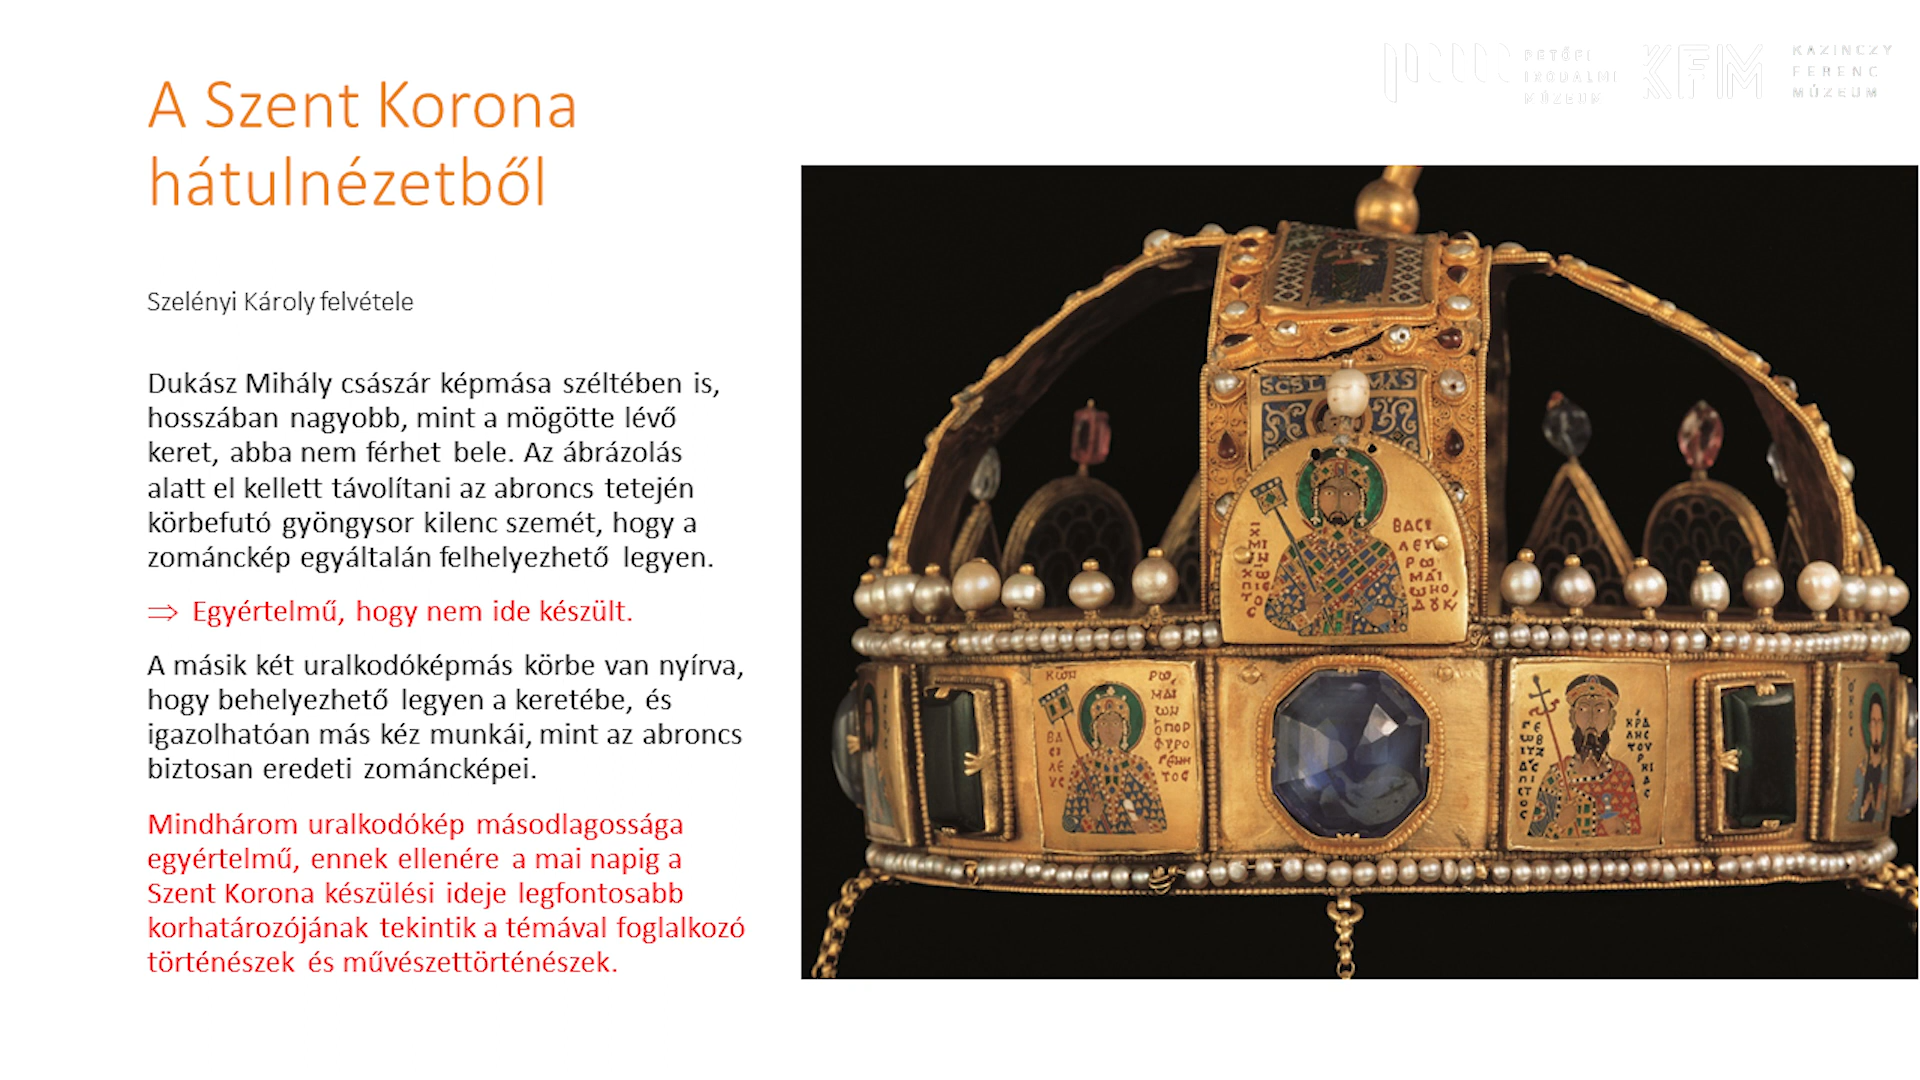 A Szent Korona
hátulnézetből
Szelényi Károly felvétele
Dukász Mihály császár képmása széltében is,
hosszában nagyobb, mint a mögötte lévő
keret, abba nem férhet bele. Az ábrázolás
alatt el kellett távolítani az abroncs tetején
körbefutó gyöngysor kilenc szemét, hogy a
zománckép egyáltalán felhelyezhető legyen.
⇒ Egyértelmű, hogy nem ide készült.
A másik két uralkodóképmás körbe van nyírva,
hogy behelyezhető legyen a keretébe, és
igazolhatóan más kéz munkái, mint az abroncs
biztosan eredeti zománcképei.
Mindhárom uralkodókép másodlagossága
egyértelmű, ennek ellenére a mai napig a
Szent Korona készülési ideje legfontosabb
korhatározójának tekintik a témával foglalkozó
történészek és művészettörténészek.
PETŐFI
IRODALMI
MÚZEUM
KFM
KAZINCZY
FERENC
MÚZEUM